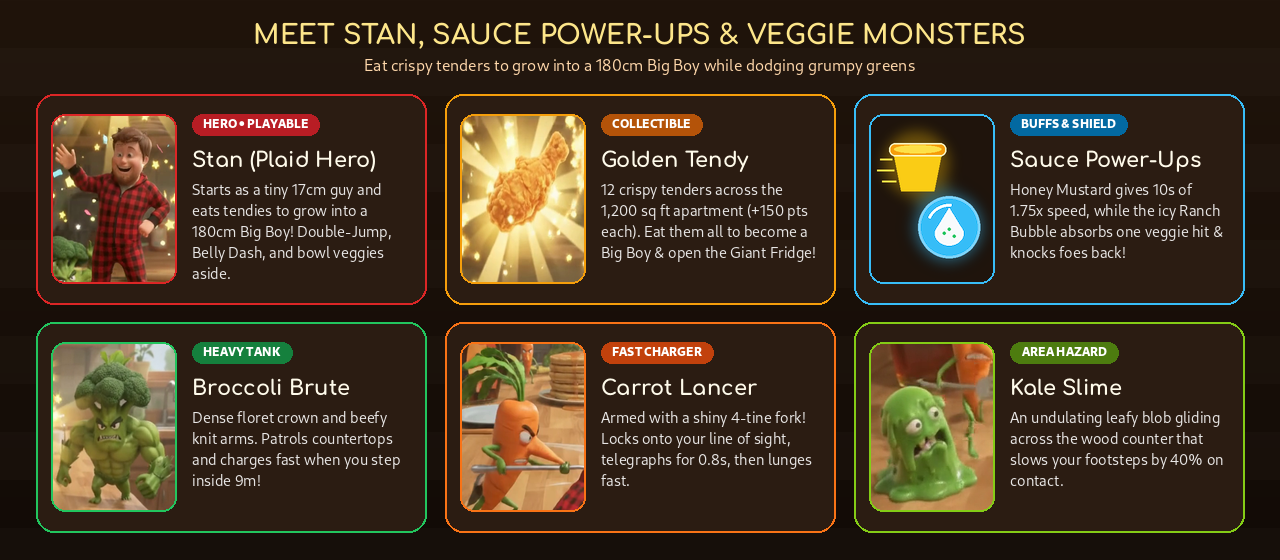 MEET STAN, SAUCE POWER-UPS & VEGGIE MONSTERS
Eat crispy tenders to grow into a 180cm Big Boy while dodging grumpy greens
HERO • PLAYABLE
Stan (Plaid Hero)
Starts as a tiny 17cm guy and
eats tendies to grow into a
180cm Big Boy! Double-Jump,
Belly Dash, and bowl veggies
aside.
COLLECTIBLE
Golden Tendy
12 crispy tenders across the
1,200 sq ft apartment (+150 pts
each). Eat them all to become a
Big Boy & open the Giant Fridge!
BUFFS & SHIELD
Sauce Power-Ups
Honey Mustard gives 10s of
1.75x speed, while the icy Ranch
Bubble absorbs one veggie hit &
knocks foes back!
HEAVY TANK
Broccoli Brute
Dense floret crown and beefy
knit arms. Patrols countertops
and charges fast when you step
inside 9m!
FAST CHARGER
Carrot Lancer
Armed with a shiny 4-tine fork!
Locks onto your line of sight,
telegraphs for 0.8s, then lunges
fast.
AREA HAZARD
Kale Slime
An undulating leafy blob gliding
across the wood counter that
slows your footsteps by 40% on
contact.